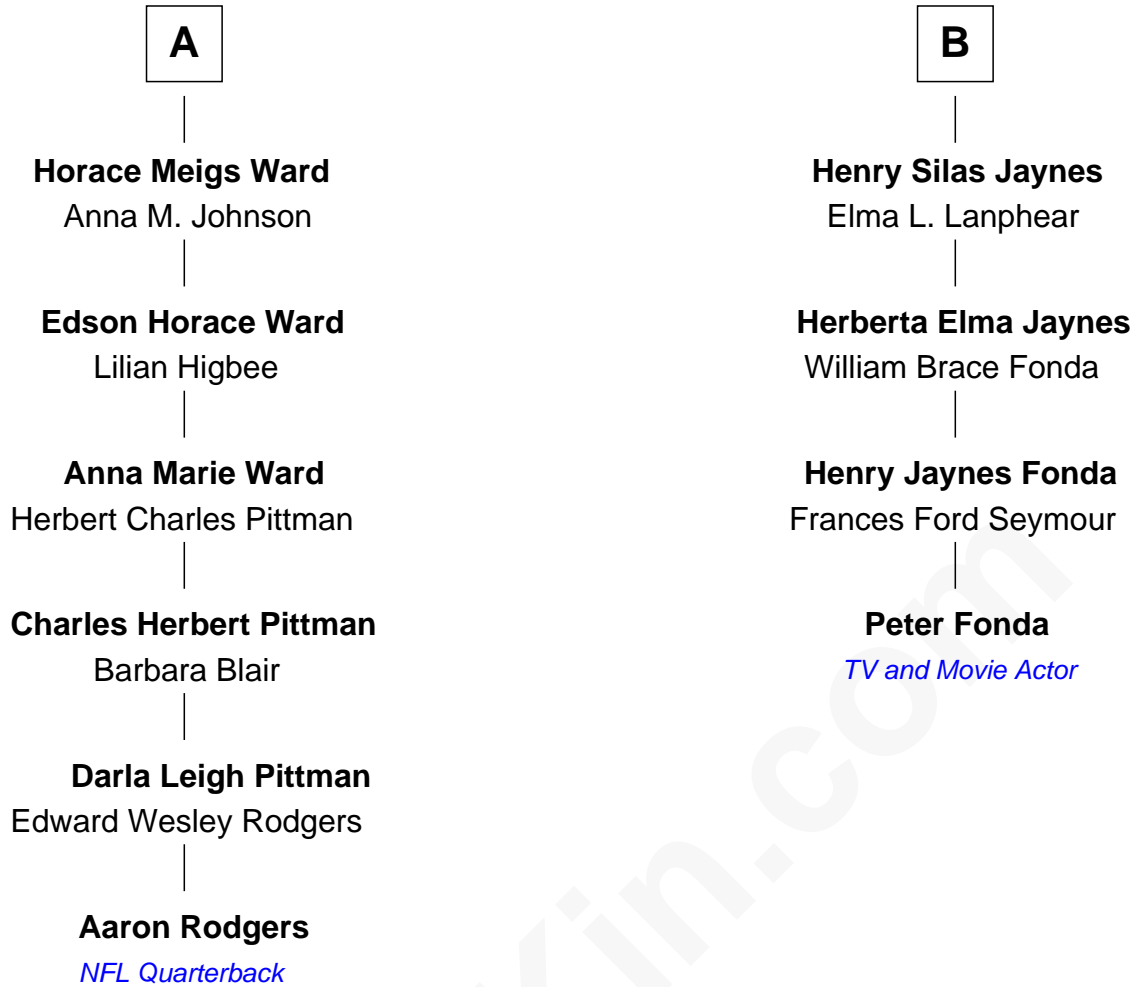 A
Horace Meigs Ward
Anna M. Johnson
Edson Horace Ward
Lilian Higbee
Anna Marie Ward
Herbert Charles Pittman
Charles Herbert Pittman
Barbara Blair
Darla Leigh Pittman
Edward Wesley Rodgers
Aaron Rodgers
NFL Quarterback
B
Henry Silas Jaynes
Elma L. Lanphear
Herberta Elma Jaynes
William Brace Fonda
Henry Jaynes Fonda
Frances Ford Seymour
Peter Fonda
TV and Movie Actor
Kin.com